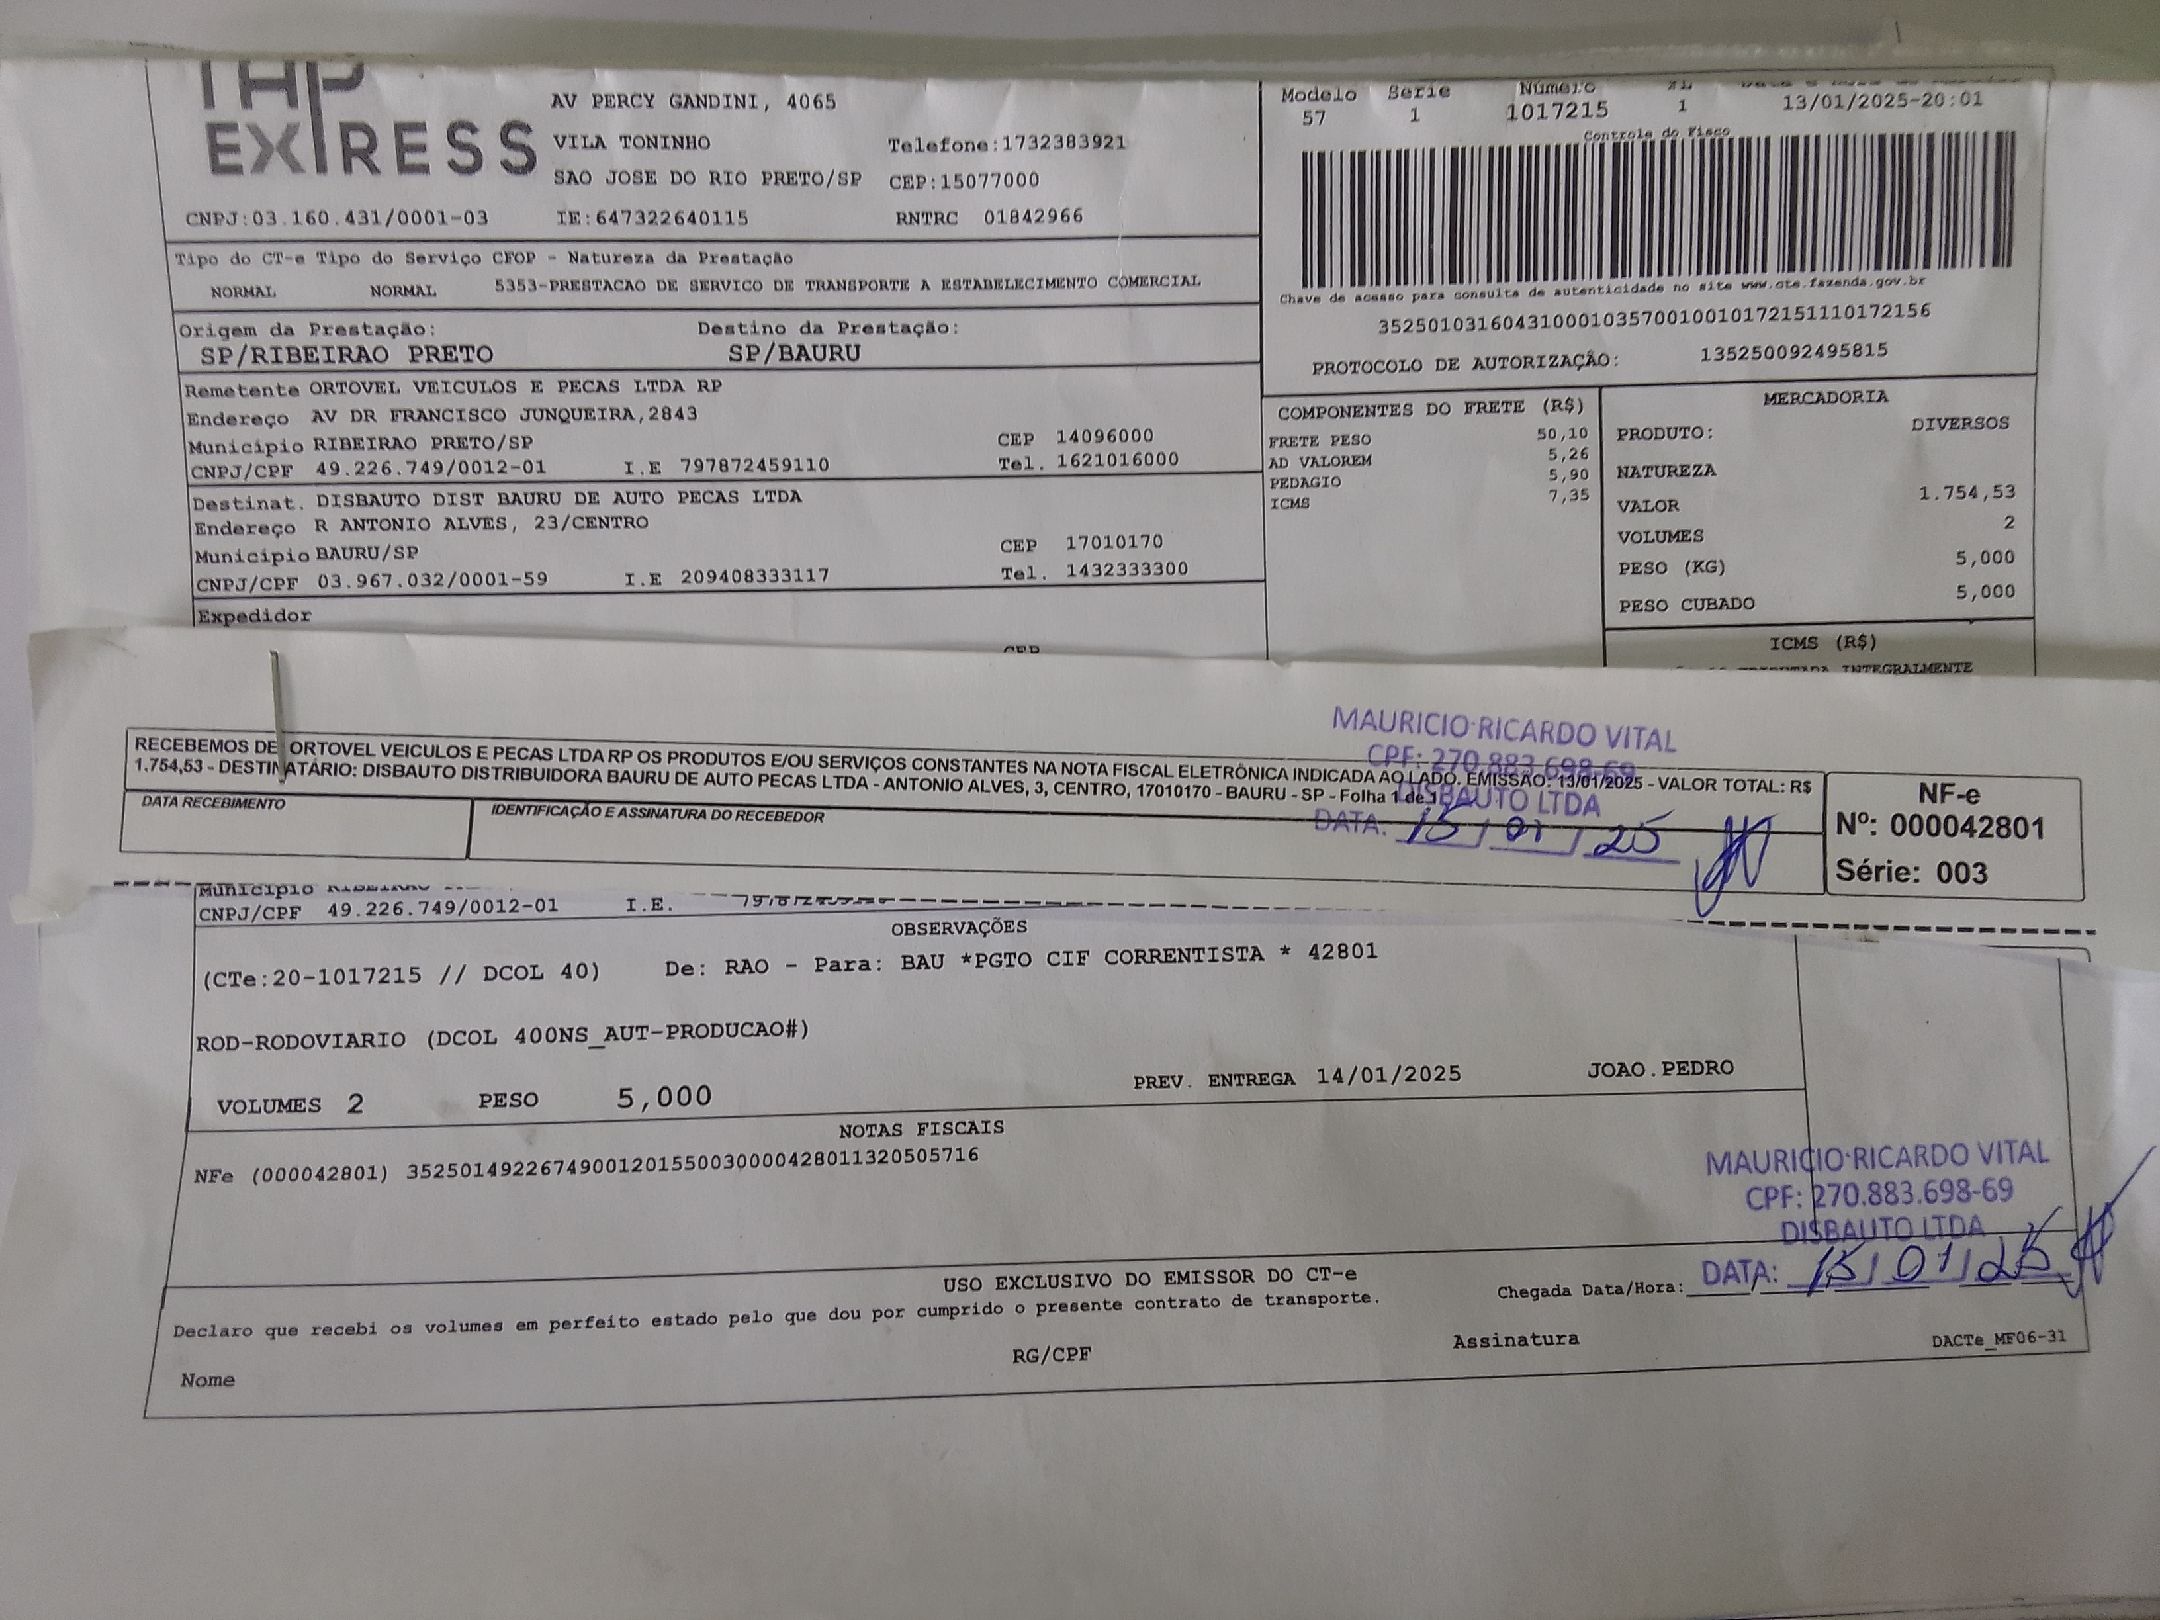 TAP
EXPRESS
AV PERCY GANDINI, 4065
VILA TONINHO Telefone:1732383921
SAO JOSE DO RIO PRETO/SP CEP:15077000
CNPJ:03.160.431/0001-03 IE:647322640115 RNTRC 01842966
Modelo Serie Número
57 1 1017215 1 13/01/2025-20:01
Controle do Fisco
Chave de acesso para consulta de autenticidade no site www.cte.fazenda.gov.br
35250103160431000103570010010172151110172156
PROTOCOLO DE AUTORIZAÇÃO: 135250092495815
Tipo do CT-e Tipo do Serviço CFOP - Natureza da Prestação
NORMAL NORMAL 5353-PRESTACAO DE SERVICO DE TRANSPORTE A ESTABELECIMENTO COMERCIAL
Origem da Prestação: Destino da Prestação:
SP/RIBEIRAO PRETO SP/BAURU
Remetente ORTOVEL VEICULOS E PECAS LTDA RP
Endereço AV DR FRANCISCO JUNQUEIRA,2843
Município RIBEIRAO PRETO/SP CEP 14096000
CNPJ/CPF 49.226.749/0012-01 I.E 797872459110 Tel. 1621016000
Destinat. DISBAUTO DIST BAURU DE AUTO PECAS LTDA
Endereço R ANTONIO ALVES, 23/CENTRO
Município BAURU/SP CEP 17010170
CNPJ/CPF 03.967.032/0001-59 I.E 209408333117 Tel. 1432333300
Expedidor
CEP
COMPONENTES DO FRETE (R$)
FRETE PESO 50,10
AD VALOREM 5,26
PEDAGIO 5,90
ICMS 7,35
MERCADORIA
PRODUTO: DIVERSOS
NATUREZA
VALOR 1.754,53
VOLUMES 2
PESO (KG) 5,000
PESO CUBADO 5,000
ICMS (R$)
INTEGRALMENTE
MAURICIO RICARDO VITAL
CPF: 270.883.698-69
DISBAUTO LTDA
DATA: 15/01/25
RECEBEMOS DE ORTOVEL VEICULOS E PECAS LTDA RP OS PRODUTOS E/OU SERVIÇOS CONSTANTES NA NOTA FISCAL ELETRÔNICA INDICADA AO LADO. EMISSÃO: 13/01/2025 - VALOR TOTAL: R$
1.754,53 - DESTINATÁRIO: DISBAUTO DISTRIBUIDORA BAURU DE AUTO PECAS LTDA - ANTONIO ALVES, 3, CENTRO, 17010170 - BAURU - SP - Folha 1 de 1
DATA RECEBIMENTO IDENTIFICAÇÃO E ASSINATURA DO RECEBEDOR
NF-e
Nº: 000042801
Série: 003
Município
CNPJ/CPF 49.226.749/0012-01 I.E.
OBSERVAÇÕES
(CTe:20-1017215 // DCOL 40) De: RAO - Para: BAU *PGTO CIF CORRENTISTA * 42801
ROD-RODOVIARIO (DCOL 400NS_AUT-PRODUCAO#)
VOLUMES 2 PESO 5,000 PREV. ENTREGA 14/01/2025 JOAO.PEDRO
NOTAS FISCAIS
NFe (000042801) 35250149226749001201550030000428011320505716
MAURICIO RICARDO VITAL
CPF: 270.883.698-69
DISBAUTO LTDA
DATA: 15/01/25
USO EXCLUSIVO DO EMISSOR DO CT-e
Chegada Data/Hora:
Declaro que recebi os volumes em perfeito estado pelo que dou por cumprido o presente contrato de transporte.
Nome RG/CPF Assinatura DACTe_MF06-31